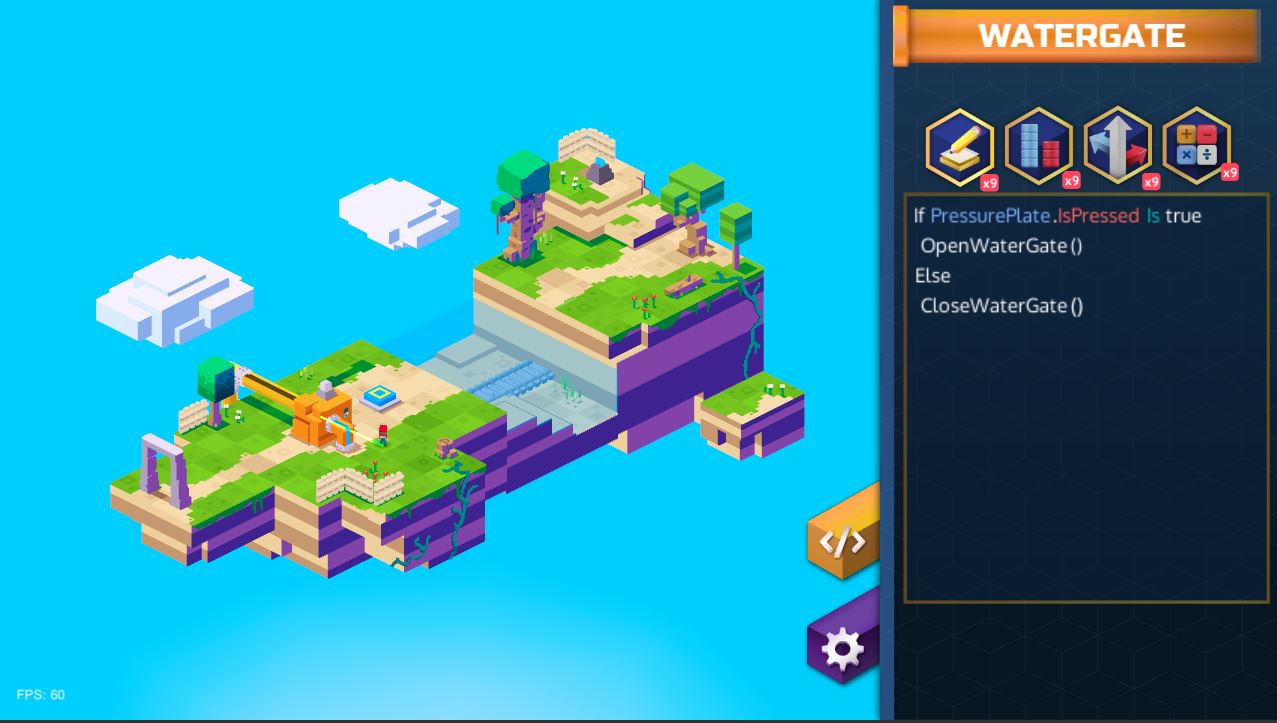 WATERGATE
x9
x9
x9
x9
If PressurePlate.IsPressed Is true
OpenWaterGate()
Else
CloseWaterGate()
</>
FPS: 60